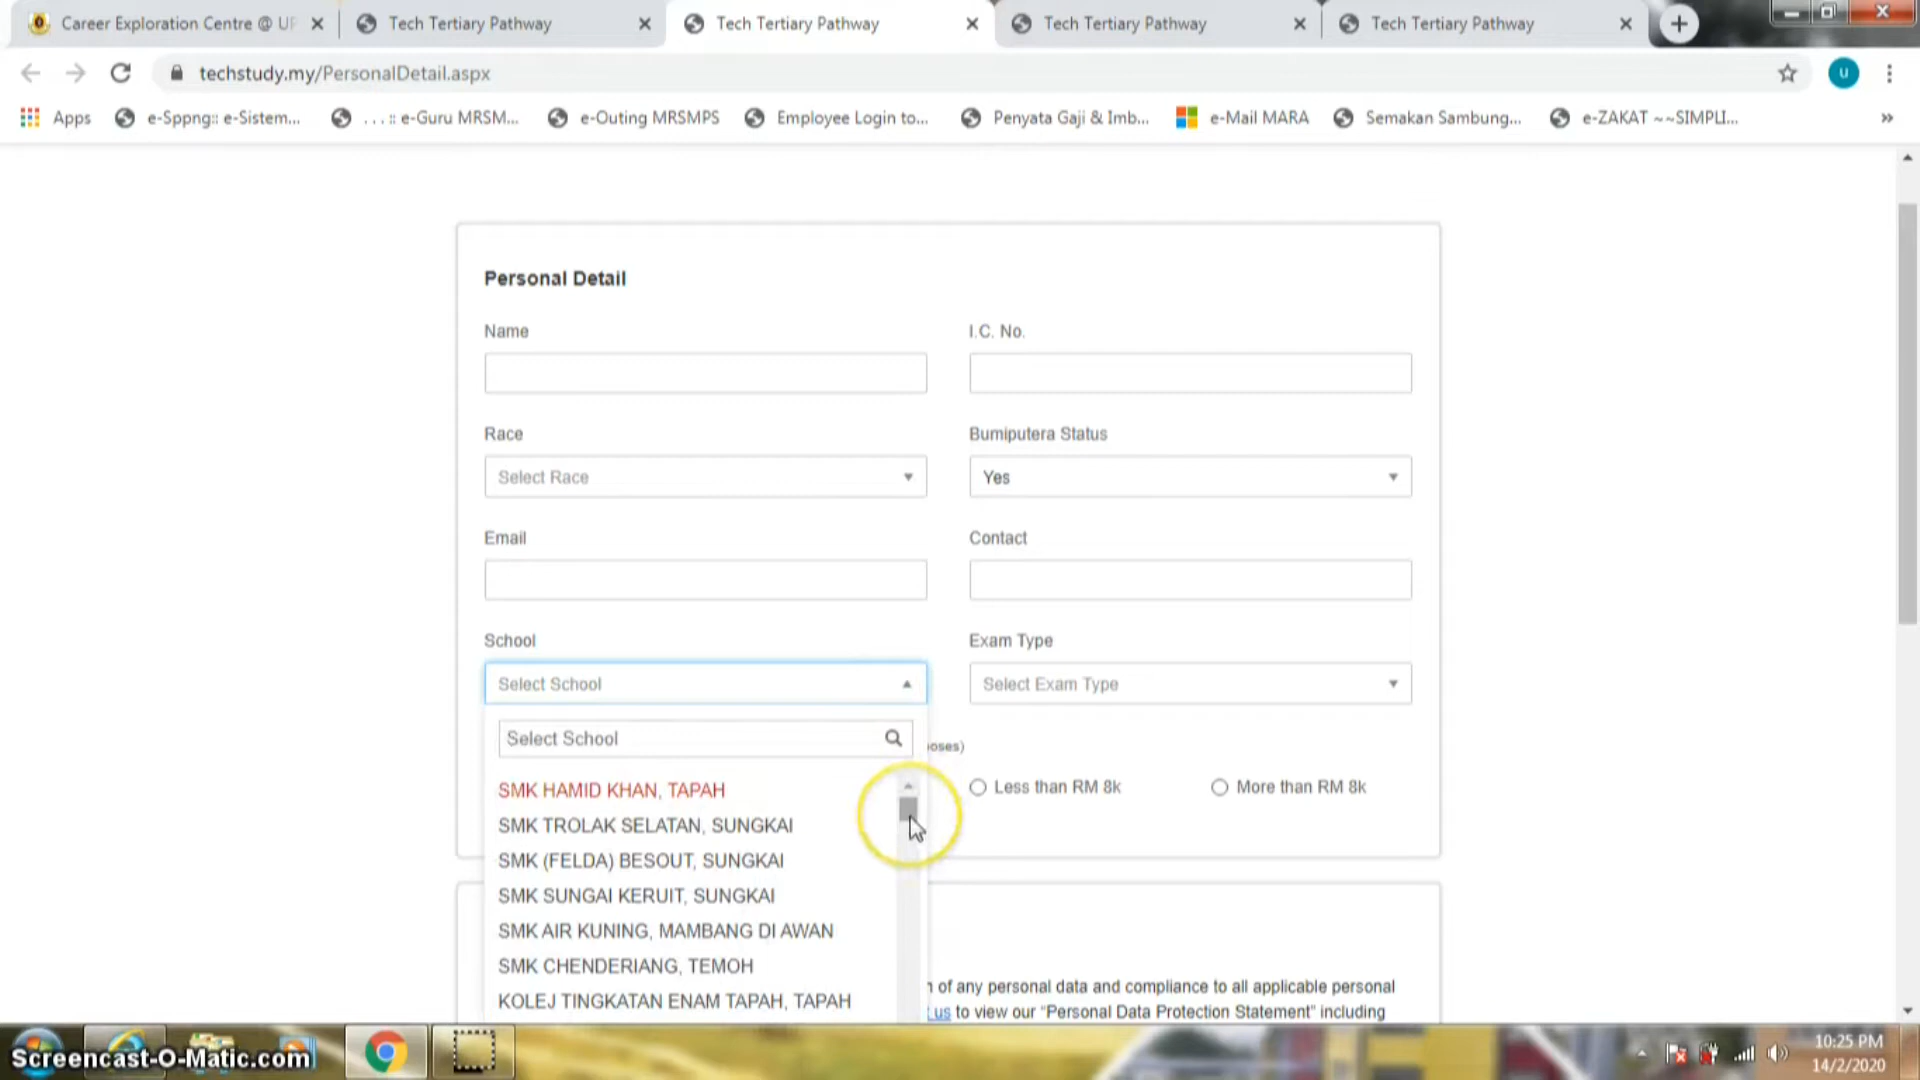 Career Exploration Centre @ UP
Tech Tertiary Pathway
Tech Tertiary Pathway
Tech Tertiary Pathway
Tech Tertiary Pathway
techstudy.my/PersonalDetail.aspx
u
Apps
e-Sppng:: e-Sistem...
. . . :: e-Guru MRSM...
e-Outing MRSMPS
Employee Login to...
Penyata Gaji & Imb...
e-Mail MARA
Semakan Sambung...
e-ZAKAT ~~SIMPLI...
»
Personal Detail
Name
I.C. No.
Race
Bumiputera Status
Select Race
Yes
Email
Contact
School
Exam Type
Select School
Select Exam Type
Select School
oses)
SMK HAMID KHAN, TAPAH
Less than RM 8k
More than RM 8k
SMK TROLAK SELATAN, SUNGKAI
SMK (FELDA) BESOUT, SUNGKAI
SMK SUNGAI KERUIT, SUNGKAI
SMK AIR KUNING, MAMBANG DI AWAN
SMK CHENDERIANG, TEMOH
KOLEJ TINGKATAN ENAM TAPAH, TAPAH
of any personal data and compliance to all applicable personal
us to view our “Personal Data Protection Statement” including
Screencast-O-Matic.com
10:25 PM
14/2/2020